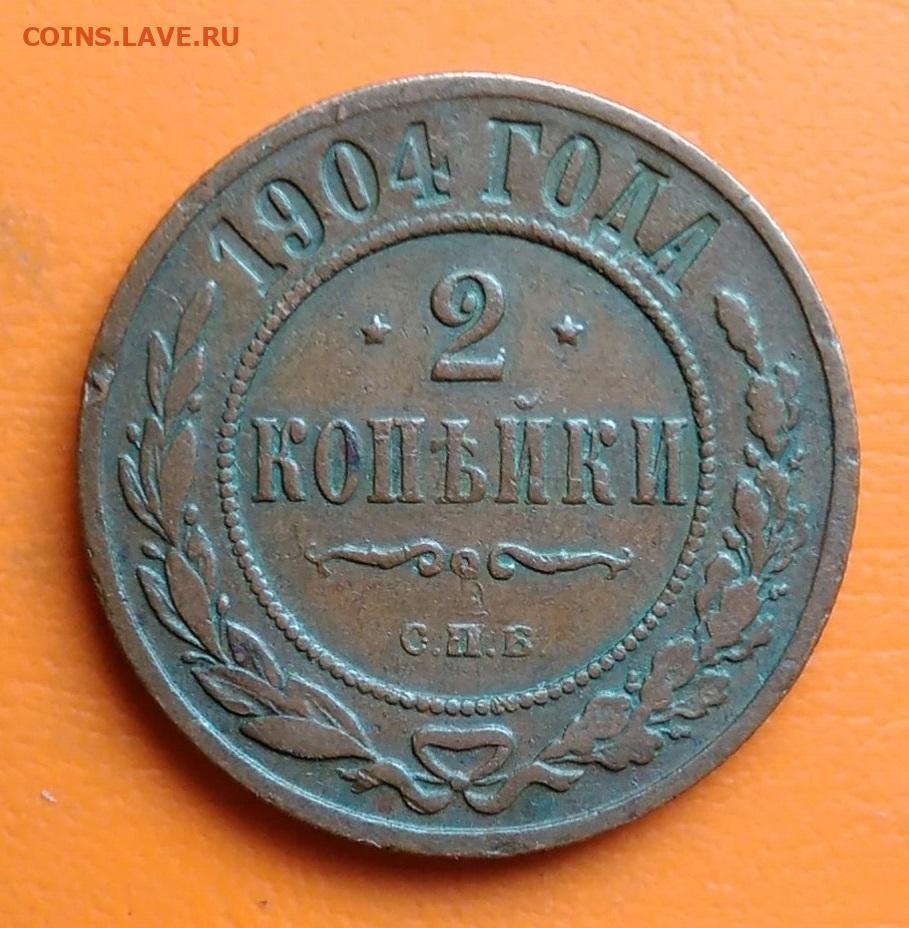 COINS.LAVE.RU
1904 ГОДА
2
КОПѢЙКИ
С.П.Б.